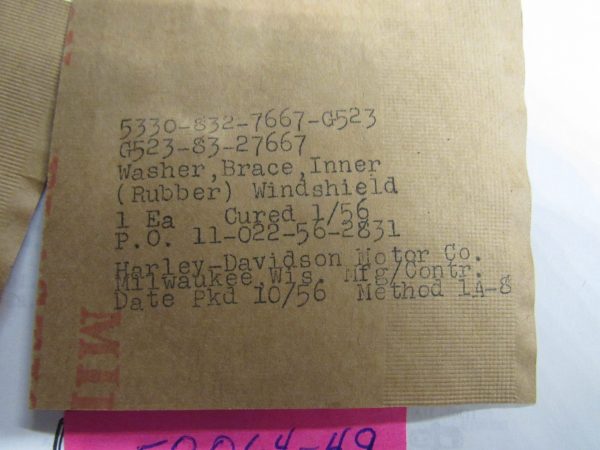 5330-832-7667-G523
G523-83-27667
Washer,Brace,Inner
(Rubber) Windshield
1 Ea Cured 1/56
P.O. 11-022-56-2831
Harley-Davidson Motor Co.
Milwaukee,Wis. Mfg/Contr.
Date Pkd 10/56 Method 1A-8
MIL